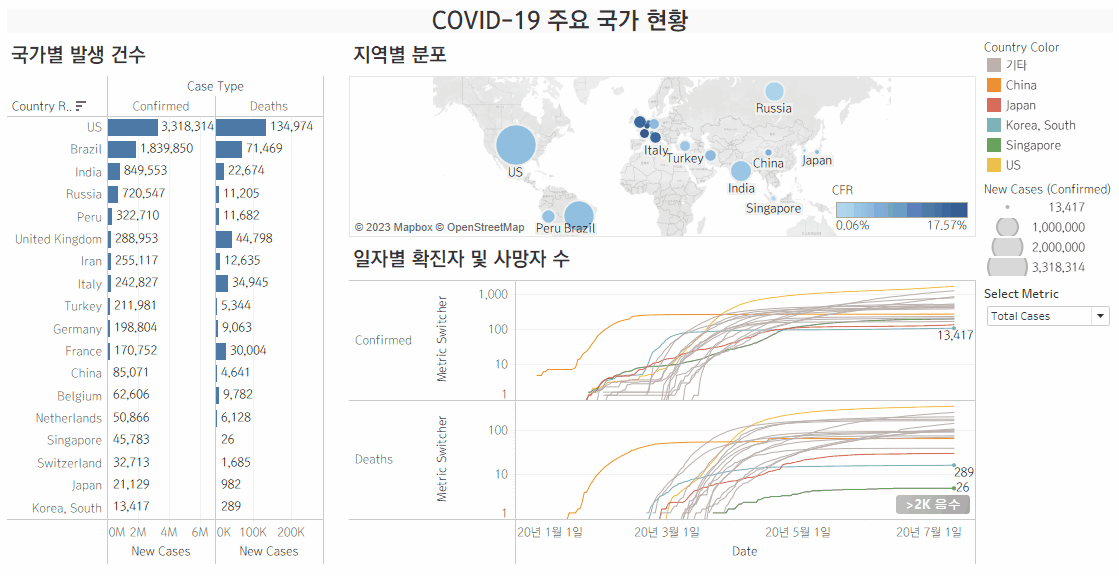 COVID-19 주요 국가 현황
국가별 발생 건수
Case Type
Country R.. Confirmed Deaths
US 3,318,314 134,974
Brazil 1,839,850 71,469
India 849,553 22,674
Russia 720,547 11,205
Peru 322,710 11,682
United Kingdom 288,953 44,798
Iran 255,117 12,635
Italy 242,827 34,945
Turkey 211,981 5,344
Germany 198,804 9,063
France 170,752 30,004
China 85,071 4,641
Belgium 62,606 9,782
Netherlands 50,866 6,128
Singapore 45,783 26
Switzerland 32,713 1,685
Japan 21,129 982
Korea, South 13,417 289
0M 2M 4M 6M 0K 100K 200K
New Cases New Cases
지역별 분포
Russia
Italy
Turkey
China
Japan
US
India
Singapore
Peru Brazil
CFR
0.06% 17.57%
© 2023 Mapbox © OpenStreetMap
일자별 확진자 및 사망자 수
Confirmed
Metric Switcher
1,000
100
10
1
13,417
Deaths
Metric Switcher
100
10
1
289
26
>2K 음수
20년 1월 1일 20년 3월 1일 20년 5월 1일 20년 7월 1일
Date
Country Color
기타
China
Japan
Korea, South
Singapore
US
New Cases (Confirmed)
13,417
1,000,000
2,000,000
3,318,314
Select Metric
Total Cases